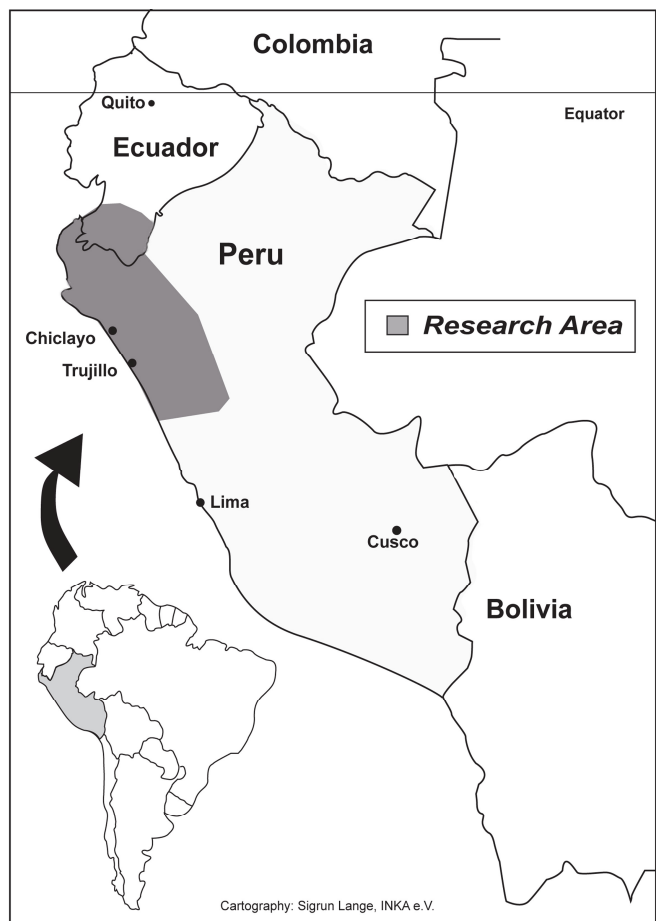 Colombia
Quito
Equator
Ecuador
Peru
Research Area
Chiclayo
Trujillo
Lima
Cusco
Bolivia
Cartography: Sigrun Lange, INKA e.V.